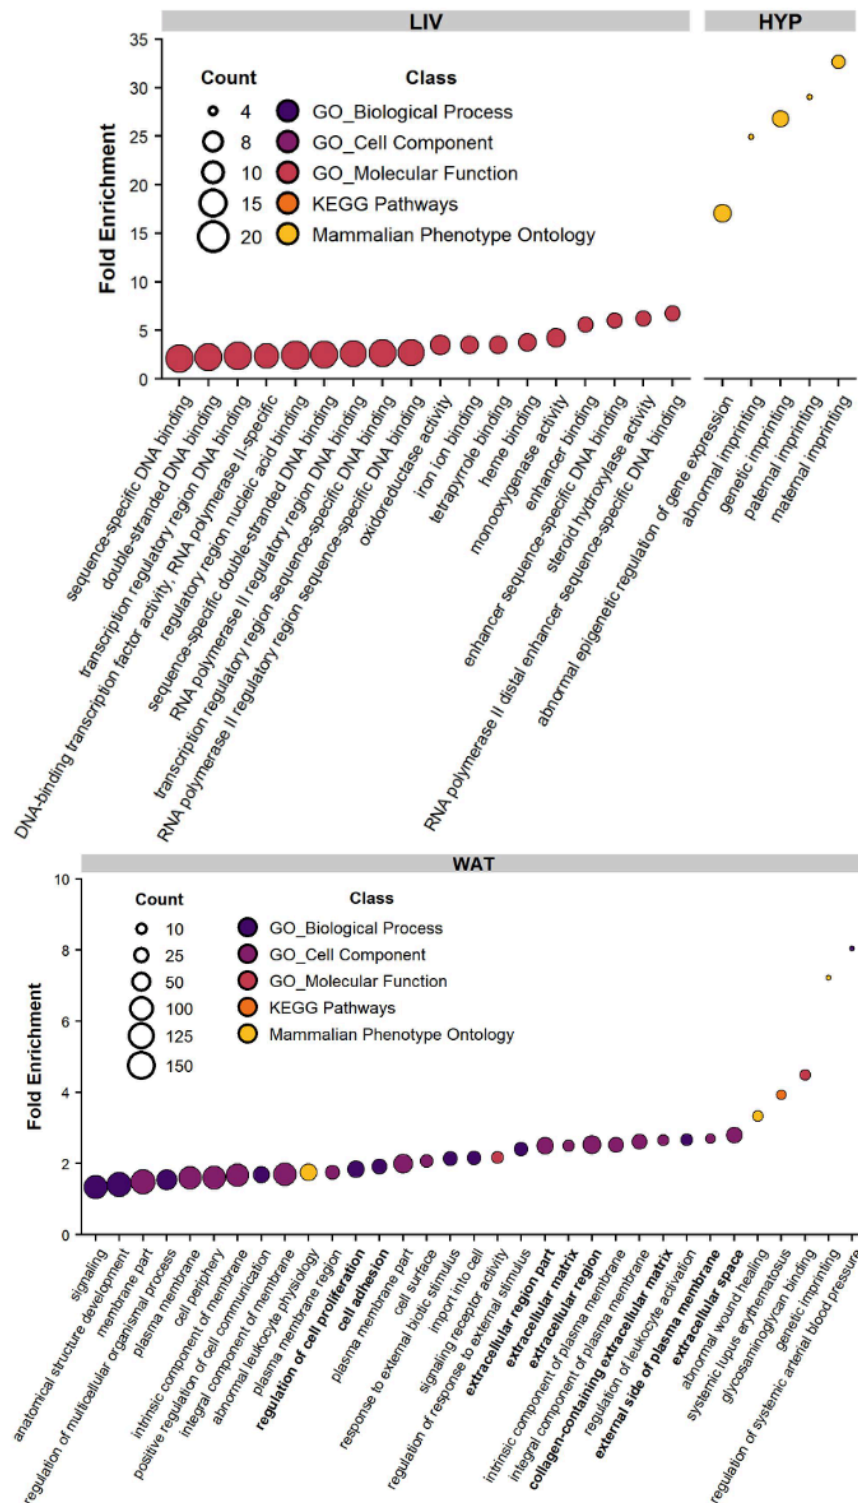 LIV HYP
35
30
25
20
15
10
5
0
Fold Enrichment
Count Class
4 GO_Biological Process
8 GO_Cell Component
10 GO_Molecular Function
15 KEGG Pathways
20 Mammalian Phenotype Ontology
sequence-specific DNA binding
double-stranded DNA binding
transcription regulatory region DNA binding
DNA-binding transcription factor activity, RNA polymerase II-specific
regulatory region nucleic acid binding
sequence-specific double-stranded DNA binding
RNA polymerase II regulatory region DNA binding
transcription regulatory region sequence-specific DNA binding
RNA polymerase II regulatory region sequence-specific DNA binding
oxidoreductase activity
iron ion binding
tetrapyrrole binding
heme binding
monooxygenase activity
enhancer binding
enhancer sequence-specific DNA binding
steroid hydroxylase activity
RNA polymerase II distal enhancer sequence-specific DNA binding
abnormal epigenetic regulation of gene expression
abnormal imprinting
genetic imprinting
paternal imprinting
maternal imprinting
WAT
10
8
6
4
2
0
Fold Enrichment
Count Class
10 GO_Biological Process
25 GO_Cell Component
50 GO_Molecular Function
100 KEGG Pathways
125 Mammalian Phenotype Ontology
150
signaling
anatomical structure development
membrane part
regulation of multicellular organismal process
plasma membrane
cell periphery
intrinsic component of membrane
positive regulation of cell communication
integral component of membrane
abnormal leukocyte physiology
plasma membrane region
regulation of cell proliferation
cell adhesion
plasma membrane part
cell surface
response to external biotic stimulus
import into cell
signaling receptor activity
regulation of response to external stimulus
extracellular region part
extracellular matrix
extracellular region
intrinsic component of plasma membrane
integral component of plasma membrane
collagen-containing extracellular matrix
regulation of leukocyte activation
external side of plasma membrane
extracellular space
abnormal wound healing
systemic lupus erythematosus
glycosaminoglycan binding
genetic imprinting
regulation of systemic arterial blood pressure